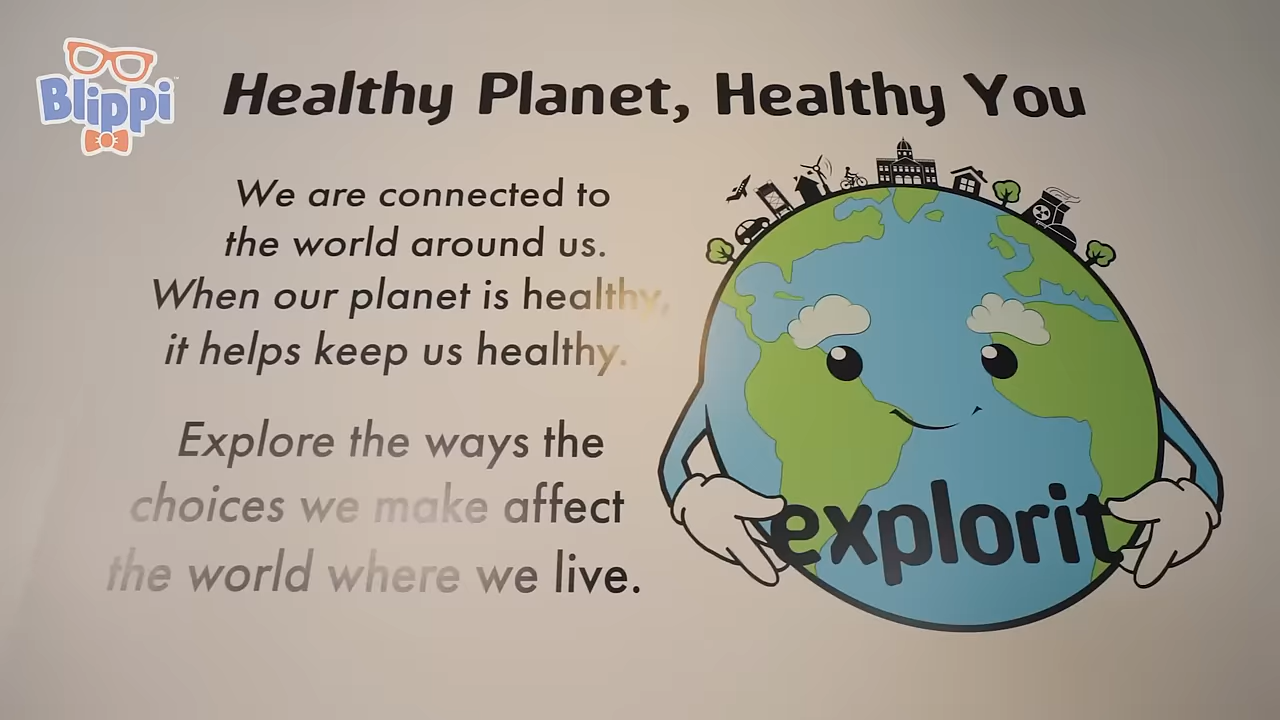 Blippi
Healthy Planet, Healthy You
We are connected to
the world around us.
When our planet is healthy,
it helps keep us healthy.
Explore the ways the
choices we make affect
the world where we live.
explorit